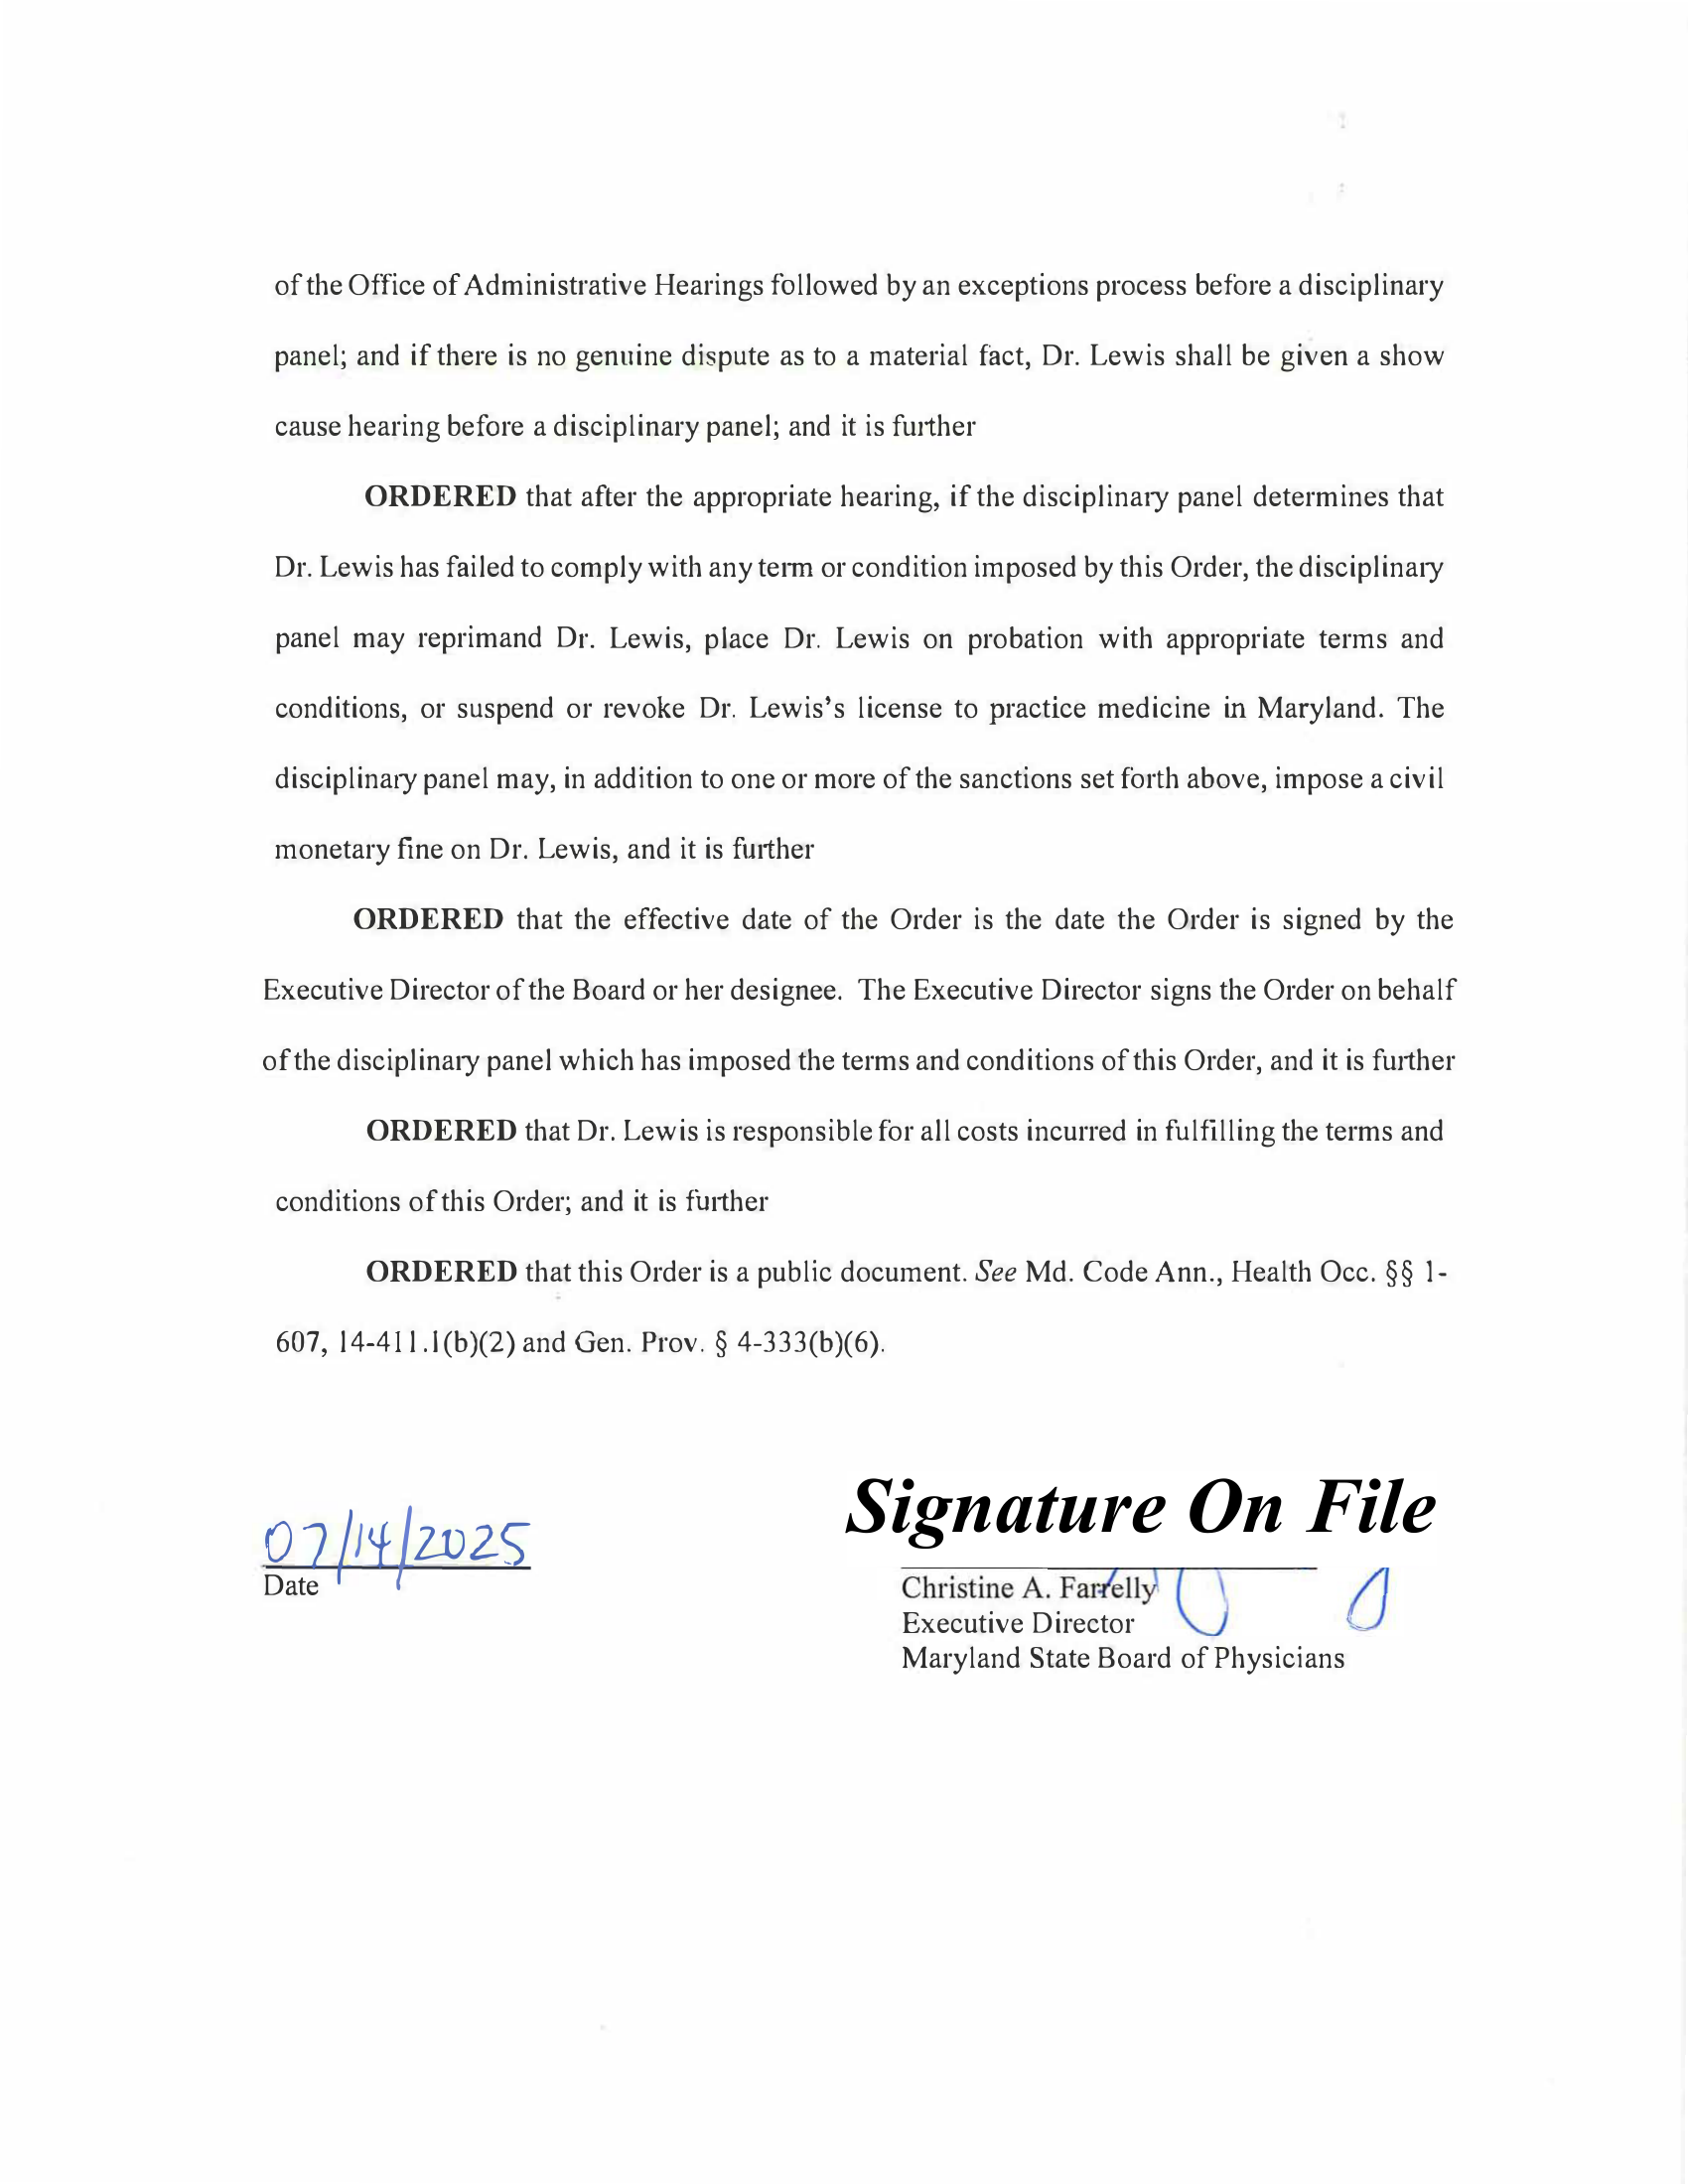 of the Office of Administrative Hearings followed by an exceptions process before a disciplinary
panel; and if there is no genuine dispute as to a material fact, Dr. Lewis shall be given a show
cause hearing before a disciplinary panel; and it is further
ORDERED that after the appropriate hearing, if the disciplinary panel determines that
Dr. Lewis has failed to comply with any term or condition imposed by this Order, the disciplinary
panel may reprimand Dr. Lewis, place Dr. Lewis on probation with appropriate terms and
conditions, or suspend or revoke Dr. Lewis's license to practice medicine in Maryland. The
disciplinary panel may, in addition to one or more of the sanctions set forth above, impose a civil
monetary fine on Dr. Lewis, and it is further
ORDERED that the effective date of the Order is the date the Order is signed by the
Executive Director of the Board or her designee. The Executive Director signs the Order on behalf
of the disciplinary panel which has imposed the terms and conditions of this Order, and it is further
ORDERED that Dr. Lewis is responsible for all costs incurred in fulfilling the terms and
conditions of this Order; and it is further
ORDERED that this Order is a public document. See Md. Code Ann., Health Occ. §§ 1-
607, 14-411.1(b)(2) and Gen. Prov. § 4-333(b)(6).
07/14/2025
Date
Signature On File
Christine A. Farrelly
Executive Director
Maryland State Board of Physicians